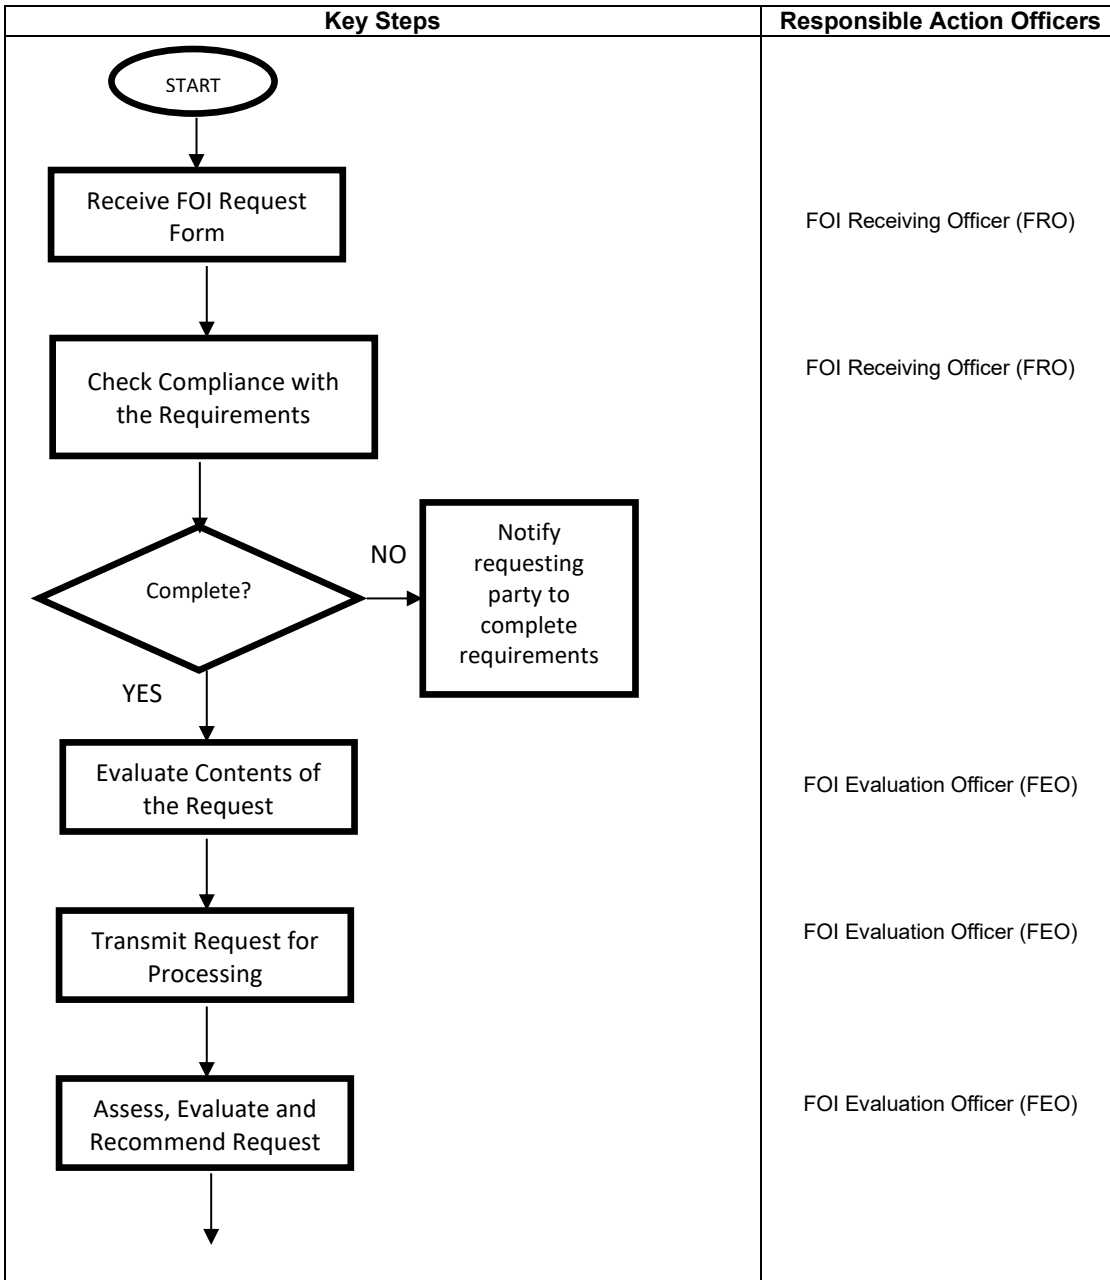 Key Steps
Responsible Action Officers
START
Receive FOI Request
Form
FOI Receiving Officer (FRO)
Check Compliance with
the Requirements
FOI Receiving Officer (FRO)
Complete?
NO
Notify
requesting
party to
complete
requirements
YES
Evaluate Contents of
the Request
FOI Evaluation Officer (FEO)
Transmit Request for
Processing
FOI Evaluation Officer (FEO)
Assess, Evaluate and
Recommend Request
FOI Evaluation Officer (FEO)